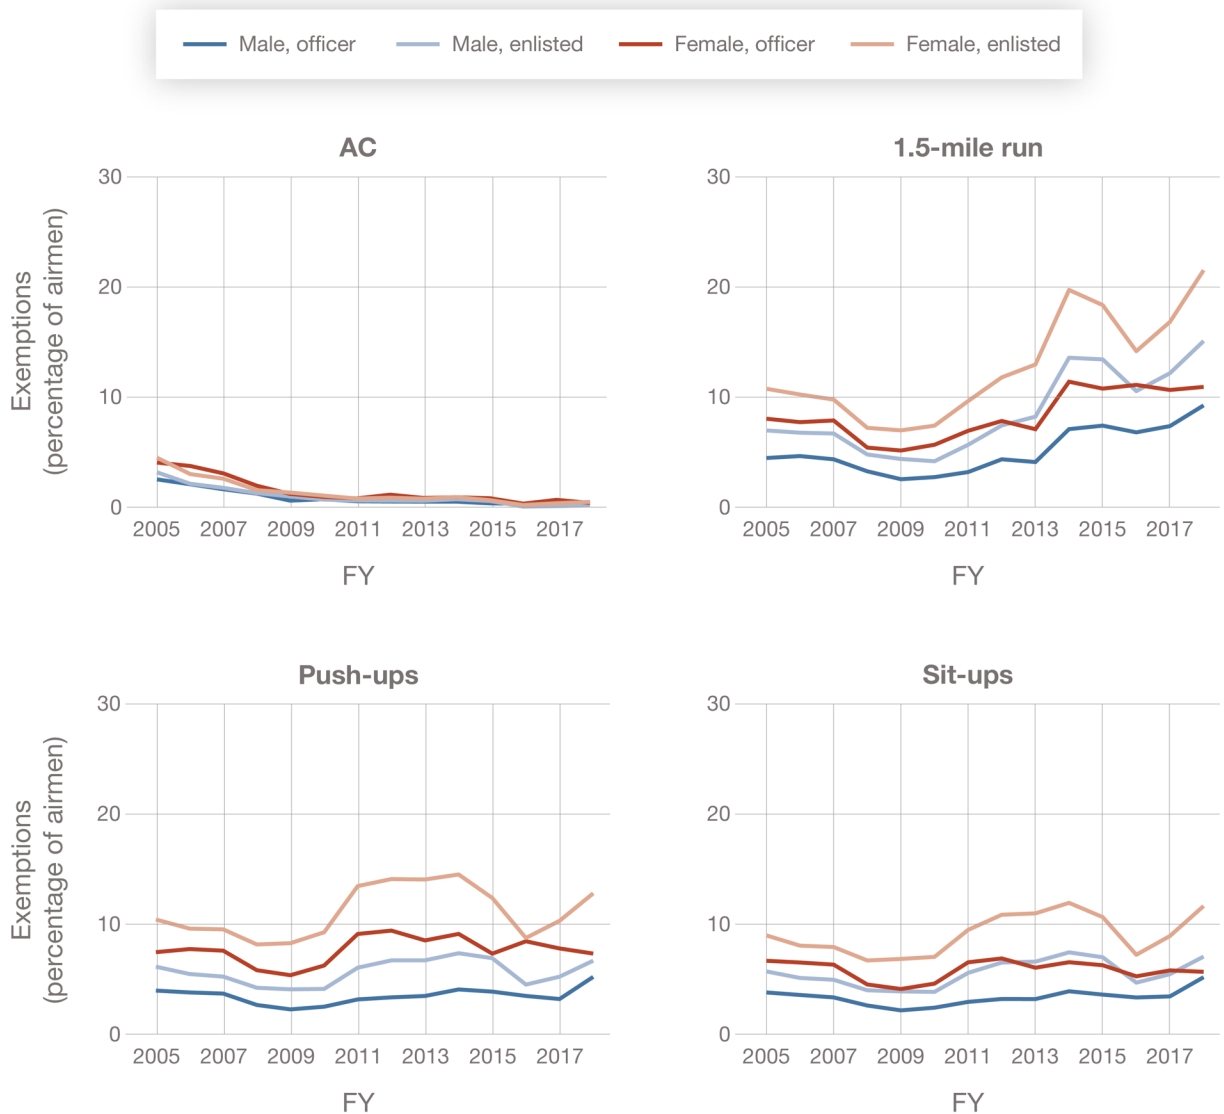 Male, officer Male, enlisted Female, officer Female, enlisted
AC
Exemptions
(percentage of airmen)
30
20
10
0
2005 2007 2009 2011 2013 2015 2017
FY
1.5-mile run
30
20
10
0
2005 2007 2009 2011 2013 2015 2017
FY
Push-ups
Exemptions
(percentage of airmen)
30
20
10
0
2005 2007 2009 2011 2013 2015 2017
FY
Sit-ups
30
20
10
0
2005 2007 2009 2011 2013 2015 2017
FY